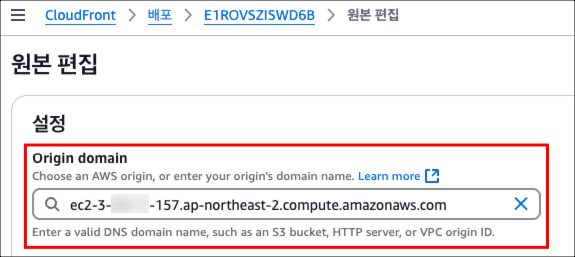 CloudFront > 배포 > E1ROVSZISWD6B > 원본 편집
원본 편집
설정
Origin domain
Choose an AWS origin, or enter your origin's domain name. Learn more
ec2-3- -157.ap-northeast-2.compute.amazonaws.com
Enter a valid DNS domain name, such as an S3 bucket, HTTP server, or VPC origin ID.